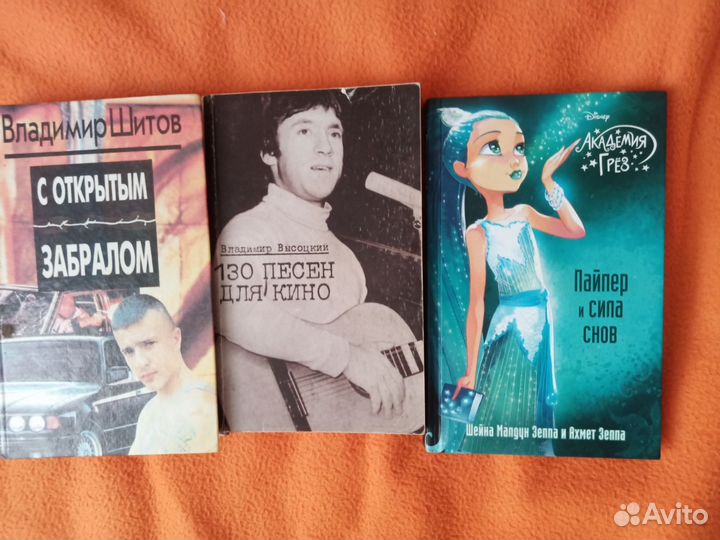 Владимир Шитов
С ОТКРЫТЫМ
ЗАБРАЛОМ
Владимир Высоцкий
130 ПЕСЕН
ДЛЯ КИНО
Disney
Академия
Грёз
Пайпер
и сила
снов
Шейна Малдун Зеппа и Ахмет Зеппа
Avito